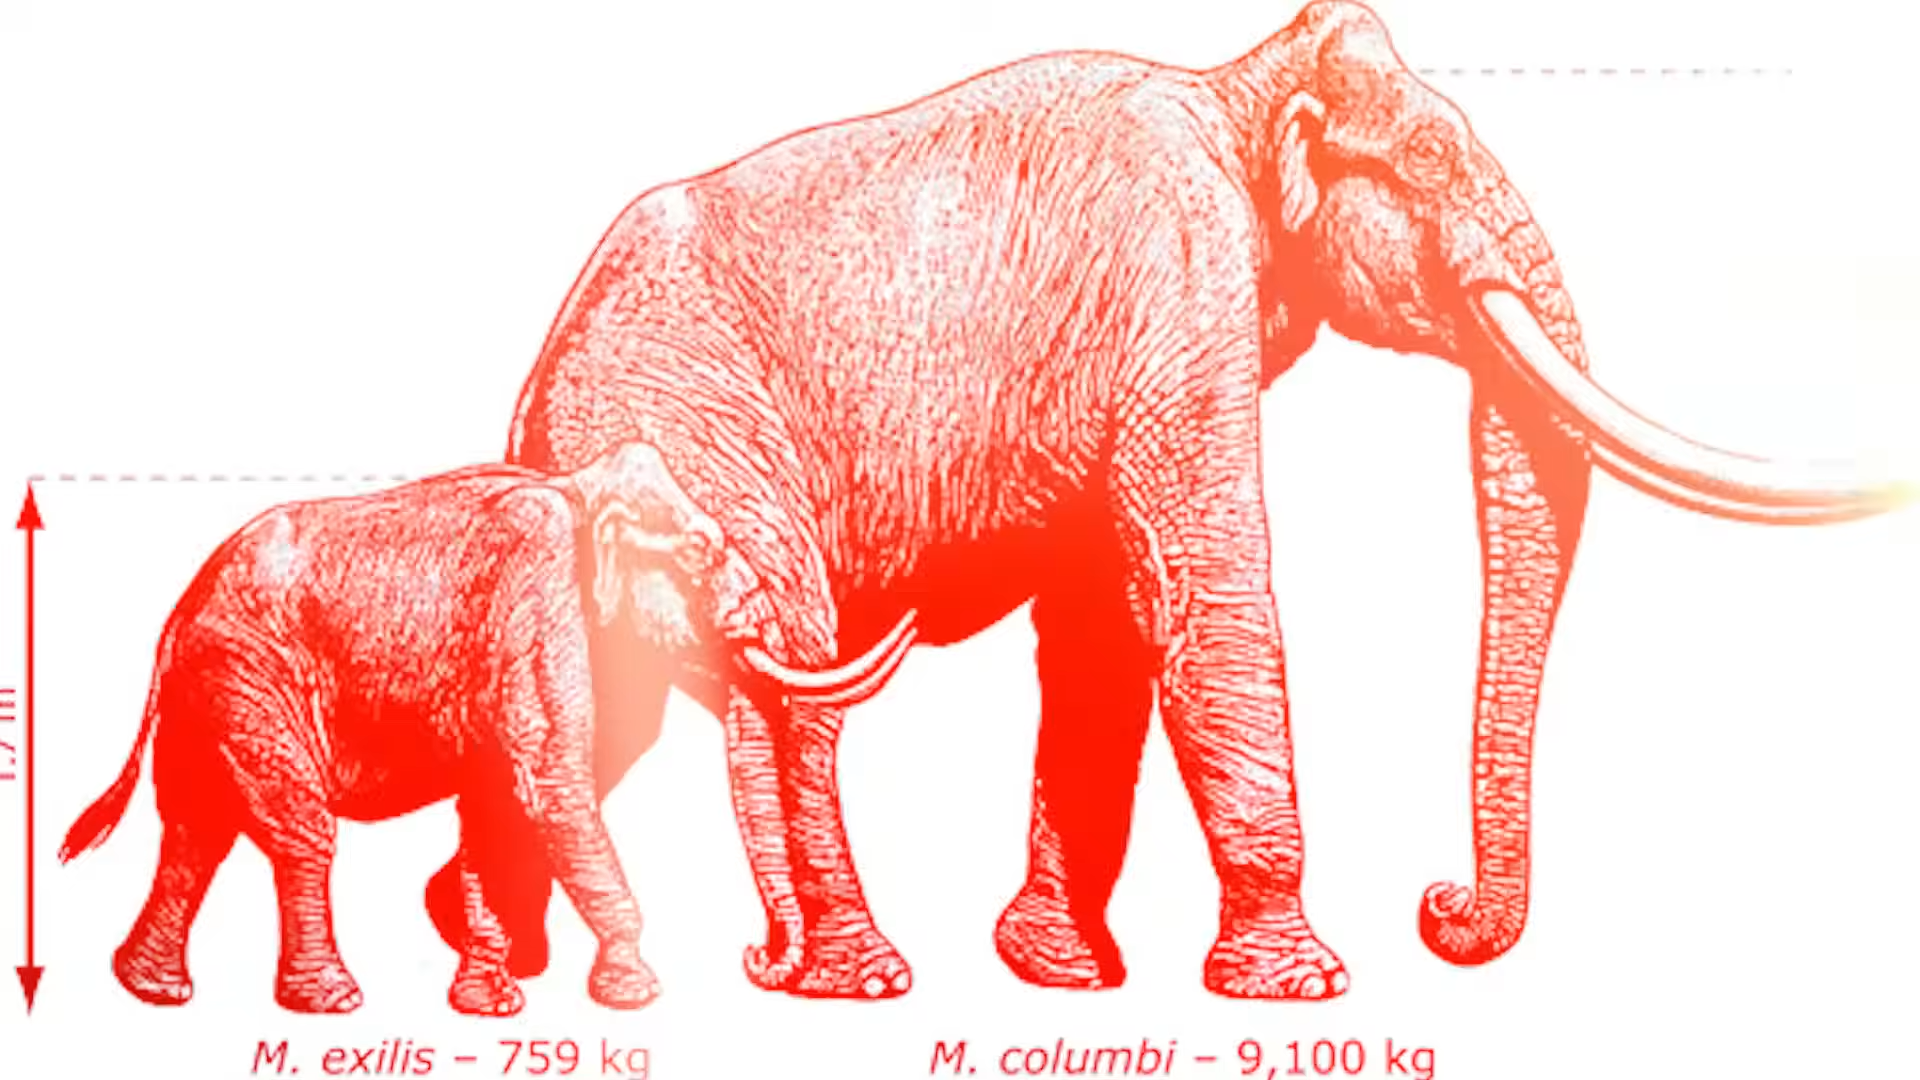 M. exilis – 759 kg
M. columbi – 9,100 kg